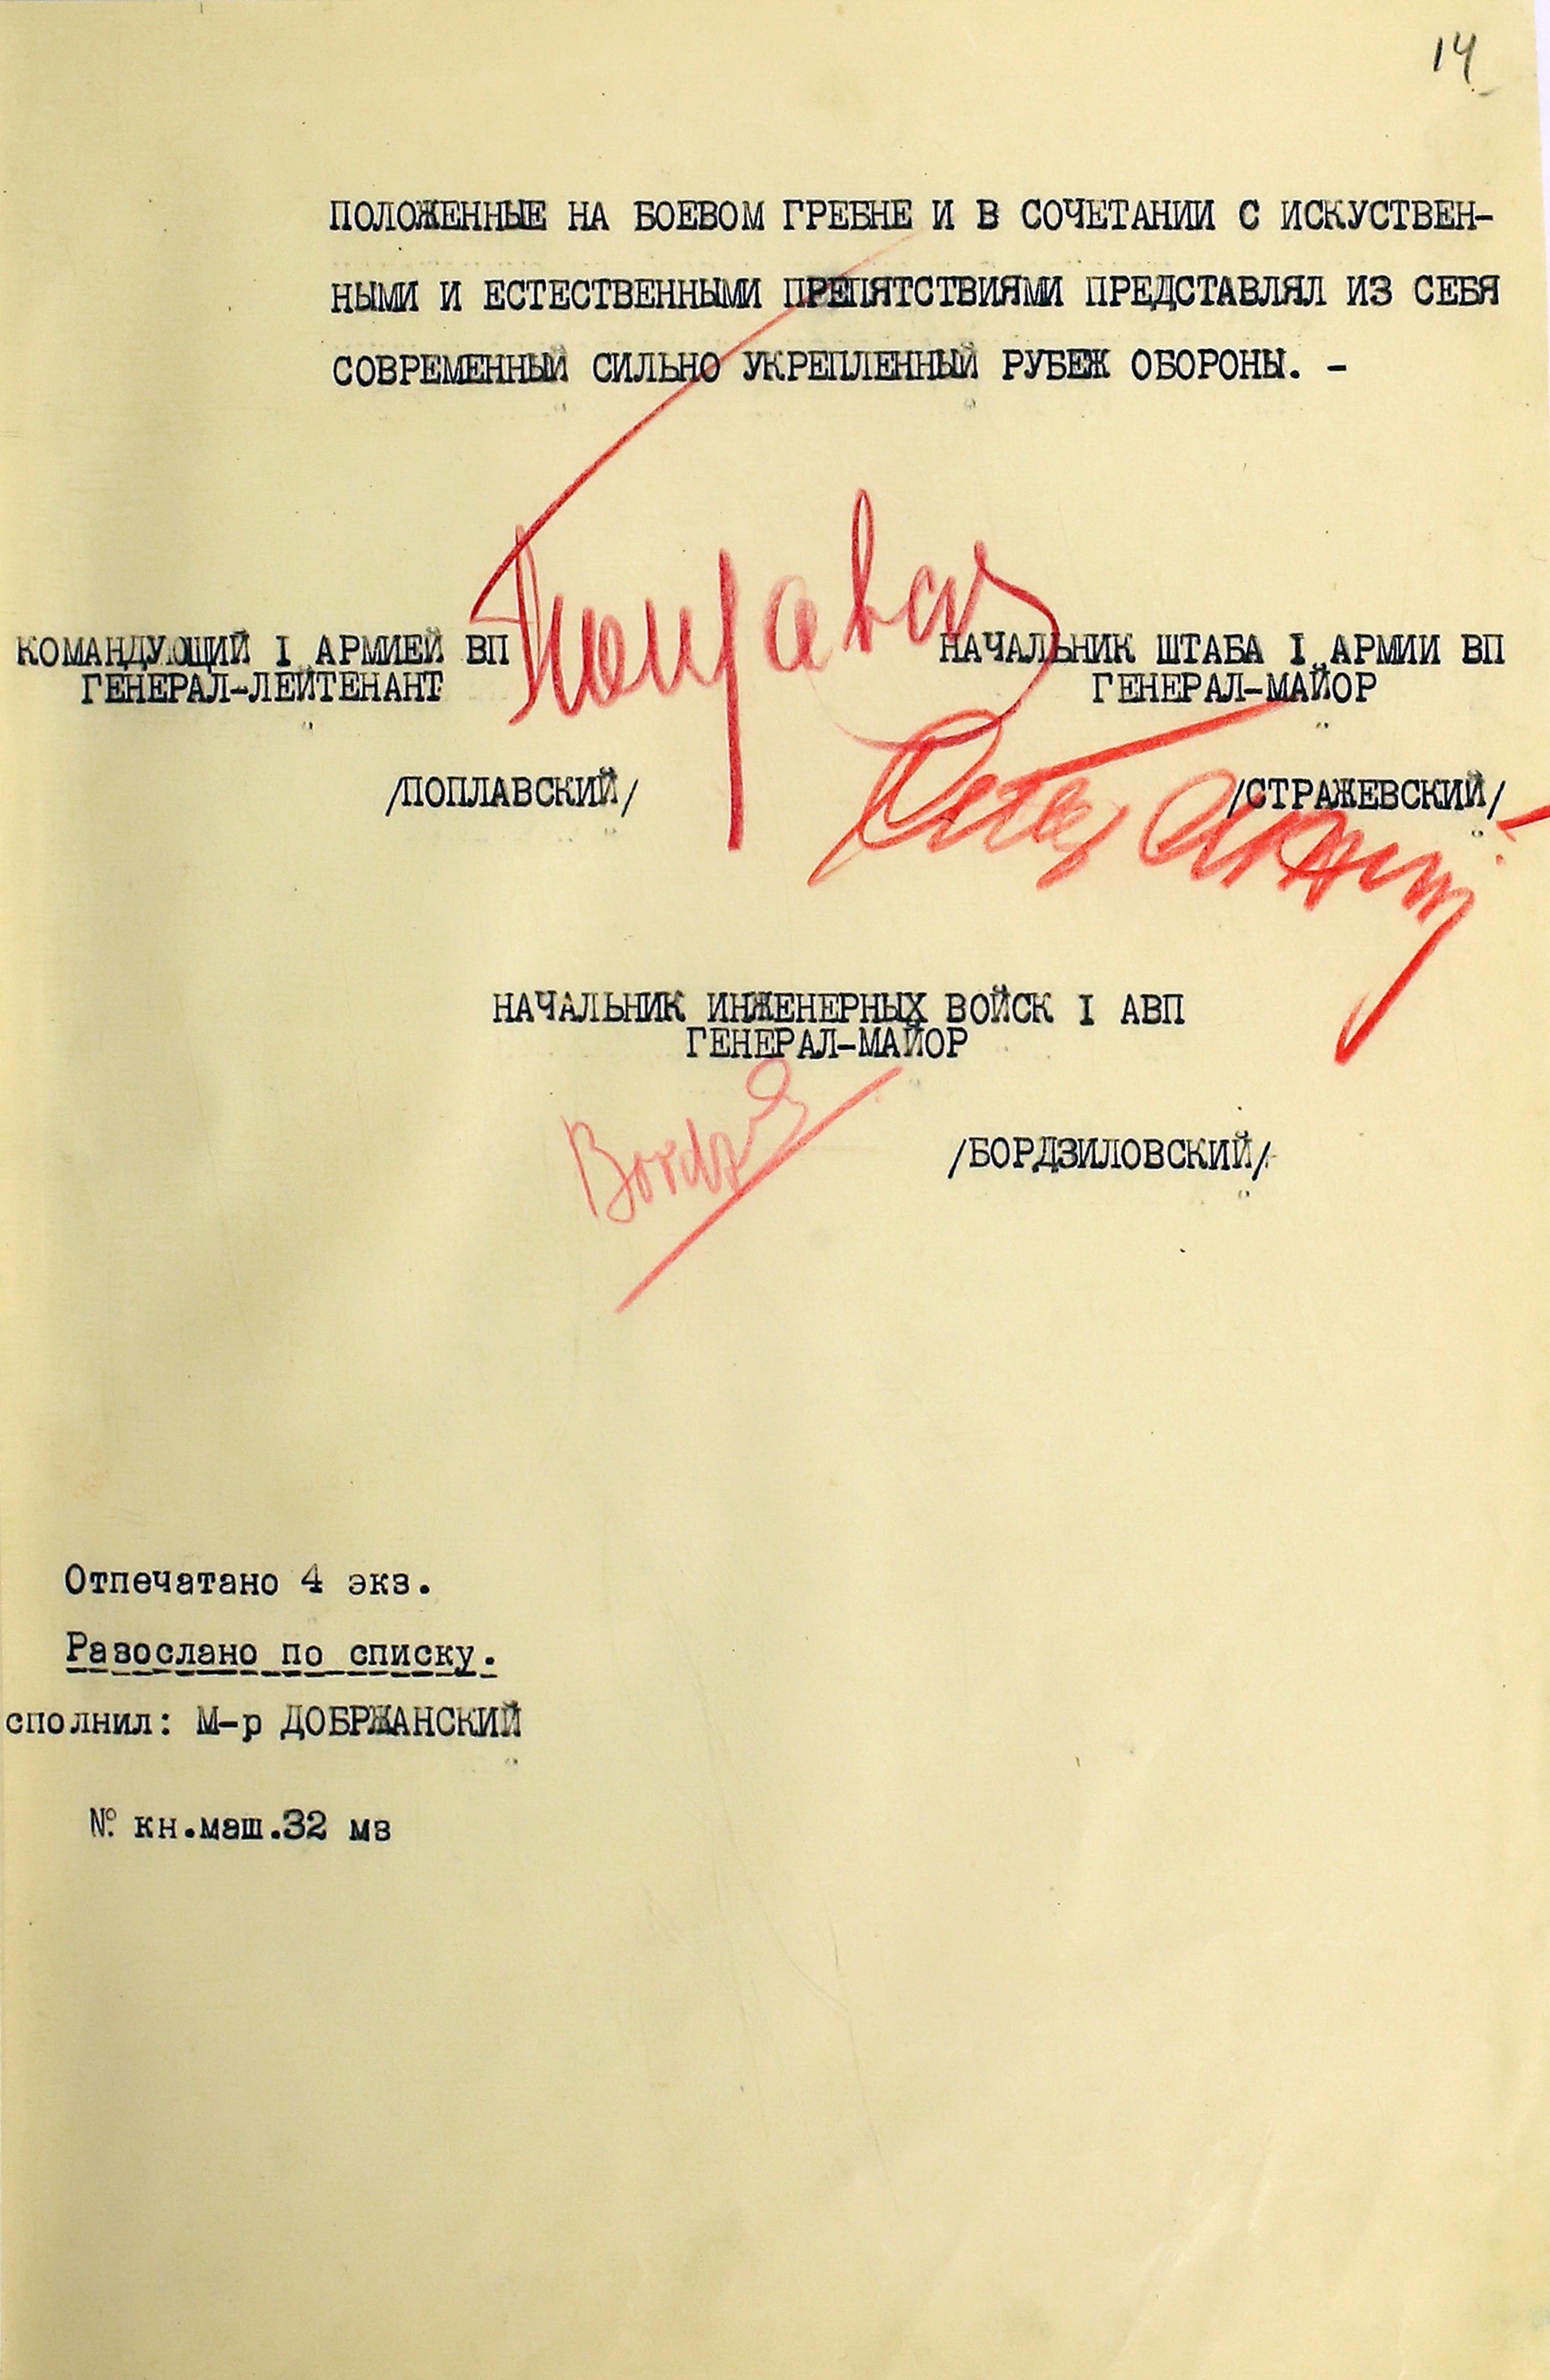 14
ПОЛОЖЕННЫЕ НА БОЕВОМ ГРЕБНЕ И В СОЧЕТАНИИ С ИСКУСТВЕН-
НЫМИ И ЕСТЕСТВЕННЫМИ ПРЕПЯТСТВИЯМИ ПРЕДСТАВЛЯЛ ИЗ СЕБЯ
СОВРЕМЕННЫЙ СИЛЬНО УКРЕПЛЕННЫЙ РУБЕЖ ОБОРОНЫ. –
КОМАНДУЮЩИЙ I АРМИЕЙ ВП
ГЕНЕРАЛ-ЛЕЙТЕНАНТ
/ПОПЛАВСКИЙ/
НАЧАЛЬНИК ШТАБА I АРМИИ ВП
ГЕНЕРАЛ-МАЙОР
/СТРАЖЕВСКИЙ/
НАЧАЛЬНИК ИНЖЕНЕРНЫХ ВОЙСК I АВП
ГЕНЕРАЛ-МАЙОР
/БОРДЗИЛОВСКИЙ/
Отпечатано 4 экз.
Разослано по списку.
сполнил: М-р ДОБРЖАНСКИЙ
№ кн.маш.32 мз